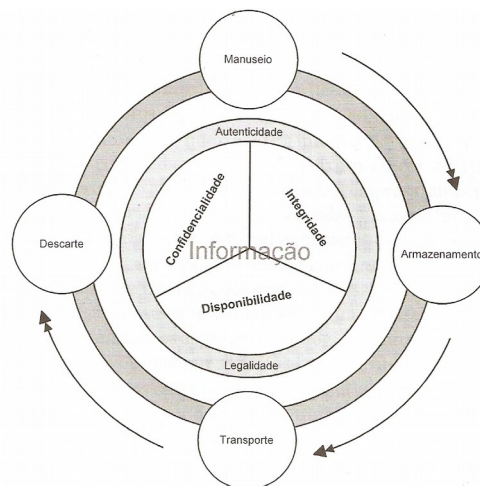 Manuseio
Autenticidade
Confidencialidade
Integridade
Descarte
Informação
Armazenamento
Disponibilidade
Legalidade
Transporte